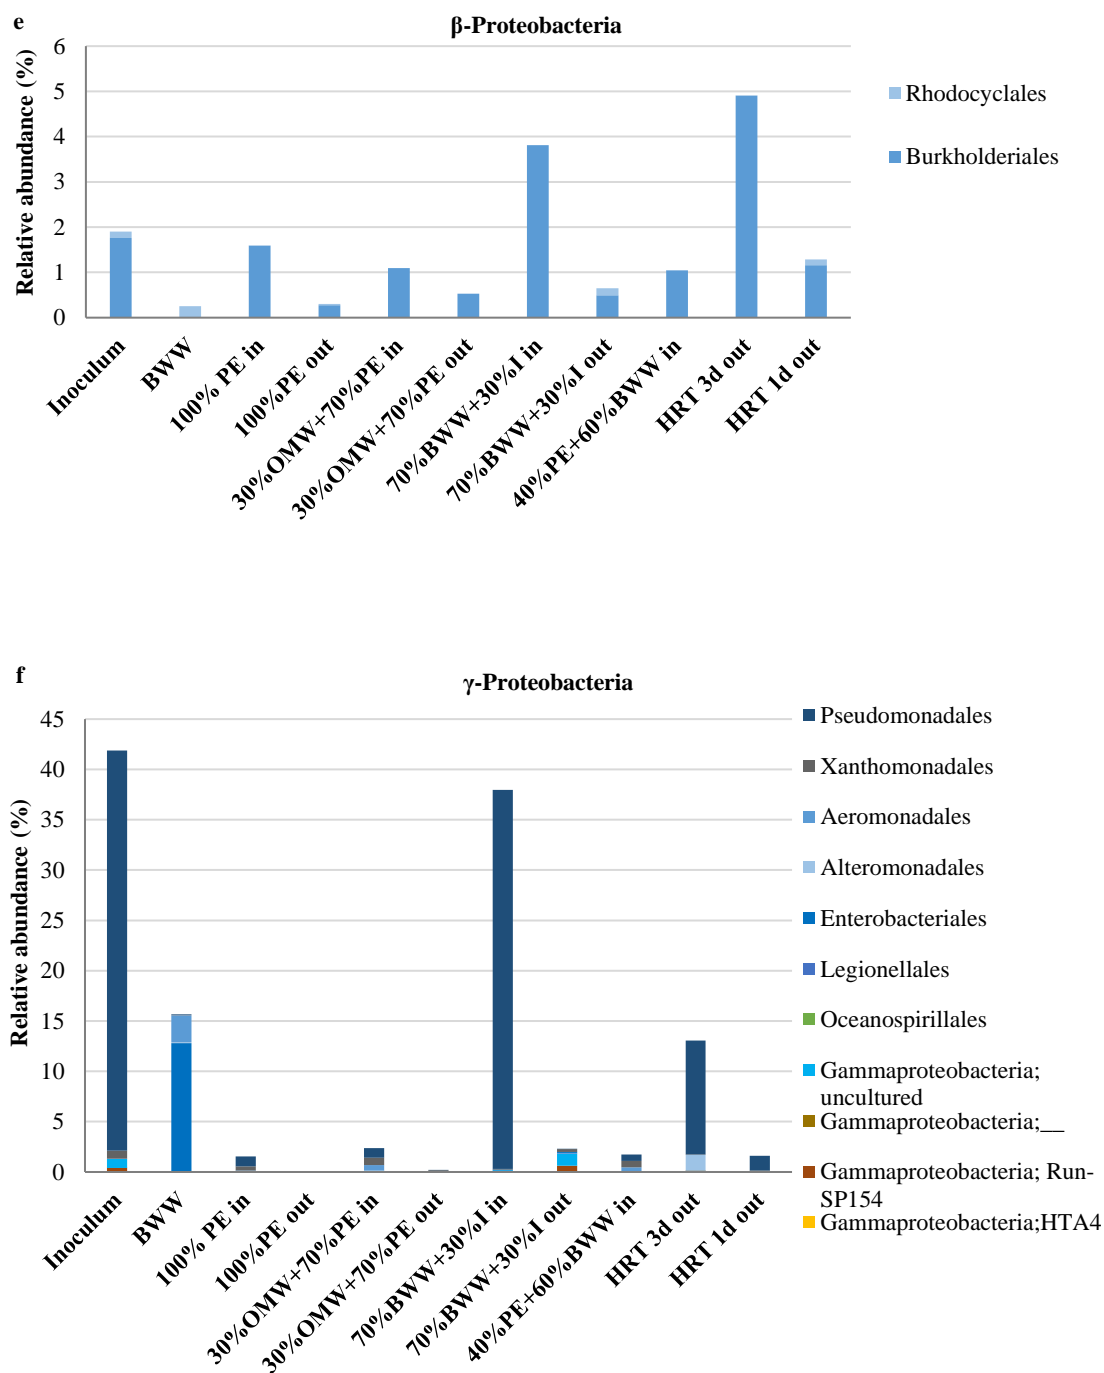 e
β-Proteobacteria
Relative abundance (%)
6
5
4
3
2
1
0
Inoculum
BWW
100% PE in
100%PE out
30%OMW+70%PE in
30%OMW+70%PE out
70%BWW+30%I in
70%BWW+30%I out
40%PE+60%BWW in
HRT 3d out
HRT 1d out
Rhodocyclales
Burkholderiales
f
γ-Proteobacteria
Relative abundance (%)
45
40
35
30
25
20
15
10
5
0
Inoculum
BWW
100% PE in
100%PE out
30%OMW+70%PE in
30%OMW+70%PE out
70%BWW+30%I in
70%BWW+30%I out
40%PE+60%BWW in
HRT 3d out
HRT 1d out
Pseudomonadales
Xanthomonadales
Aeromonadales
Alteromonadales
Enterobacteriales
Legionellales
Oceanospirillales
Gammaproteobacteria;
uncultured
Gammaproteobacteria;__
Gammaproteobacteria; Run-
SP154
Gammaproteobacteria;HTA4